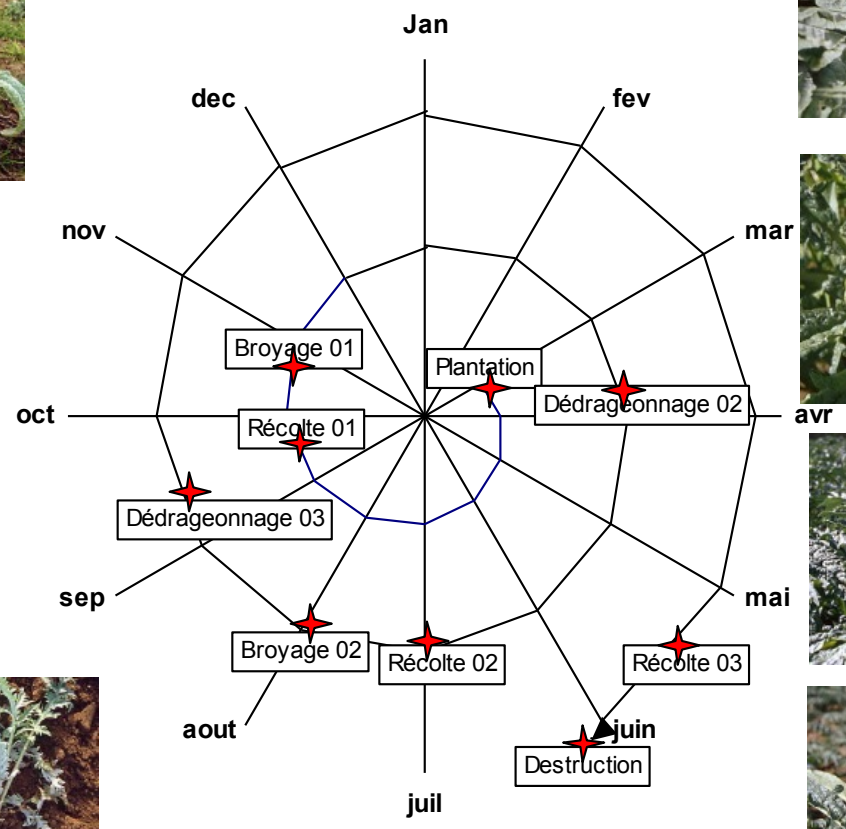 Jan
dec
fev
nov
mar
Broyage 01
Plantation
Dédrageonnage 02
oct
Récolte 01
avr
Dédrageonnage 03
sep
mai
Broyage 02
Récolte 02
Récolte 03
aout
juin
Destruction
juil